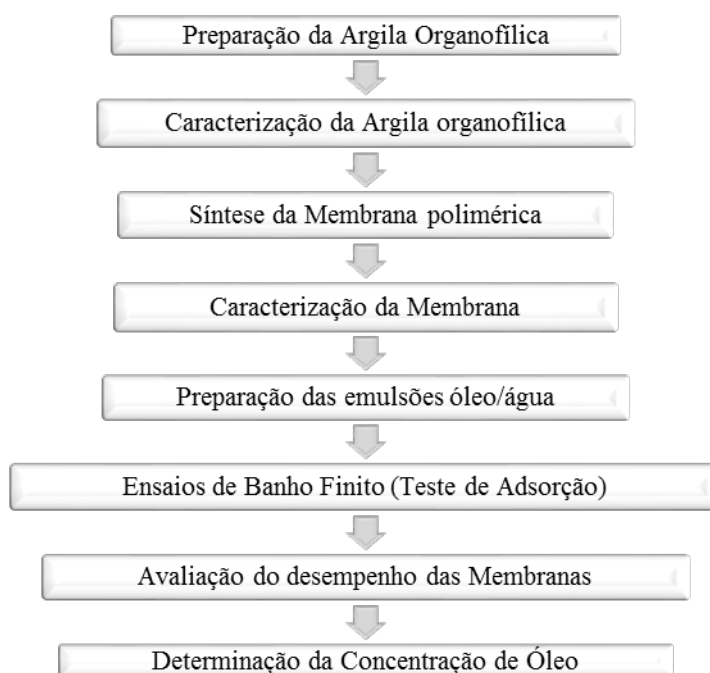 Preparação da Argila Organofílica
Caracterização da Argila organofílica
Síntese da Membrana polimérica
Caracterização da Membrana
Preparação das emulsões óleo/água
Ensaios de Banho Finito (Teste de Adsorção)
Avaliação do desempenho das Membranas
Determinação da Concentração de Óleo